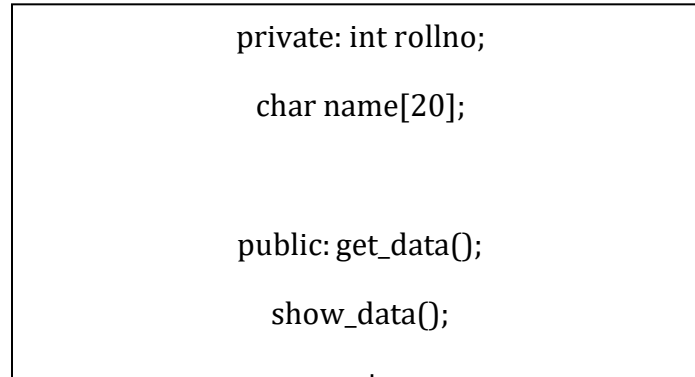 private: int rollno;
char name[20];
public: get_data();
show_data();